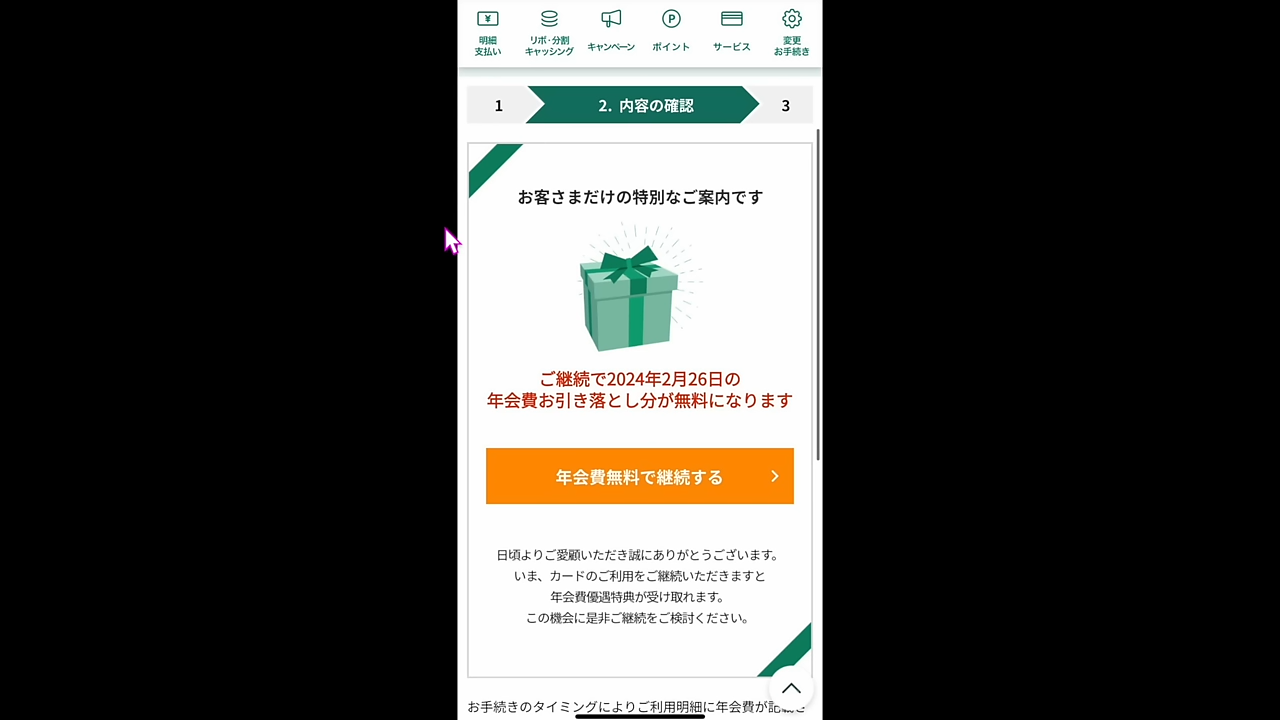 明細
支払い
リボ・分割
キャッシング
キャンペーン
ポイント
サービス
変更
お手続き
1
2. 内容の確認
3
お客さまだけの特別なご案内です
ご継続で2024年2月26日の
年会費お引き落とし分が無料になります
年会費無料で継続する
日頃よりご愛顧いただき誠にありがとうございます。
いま、カードのご利用をご継続いただきますと
年会費優遇特典が受け取れます。
この機会に是非ご継続をご検討ください。
お手続きのタイミングによりご利用明細に年会費が記載さ